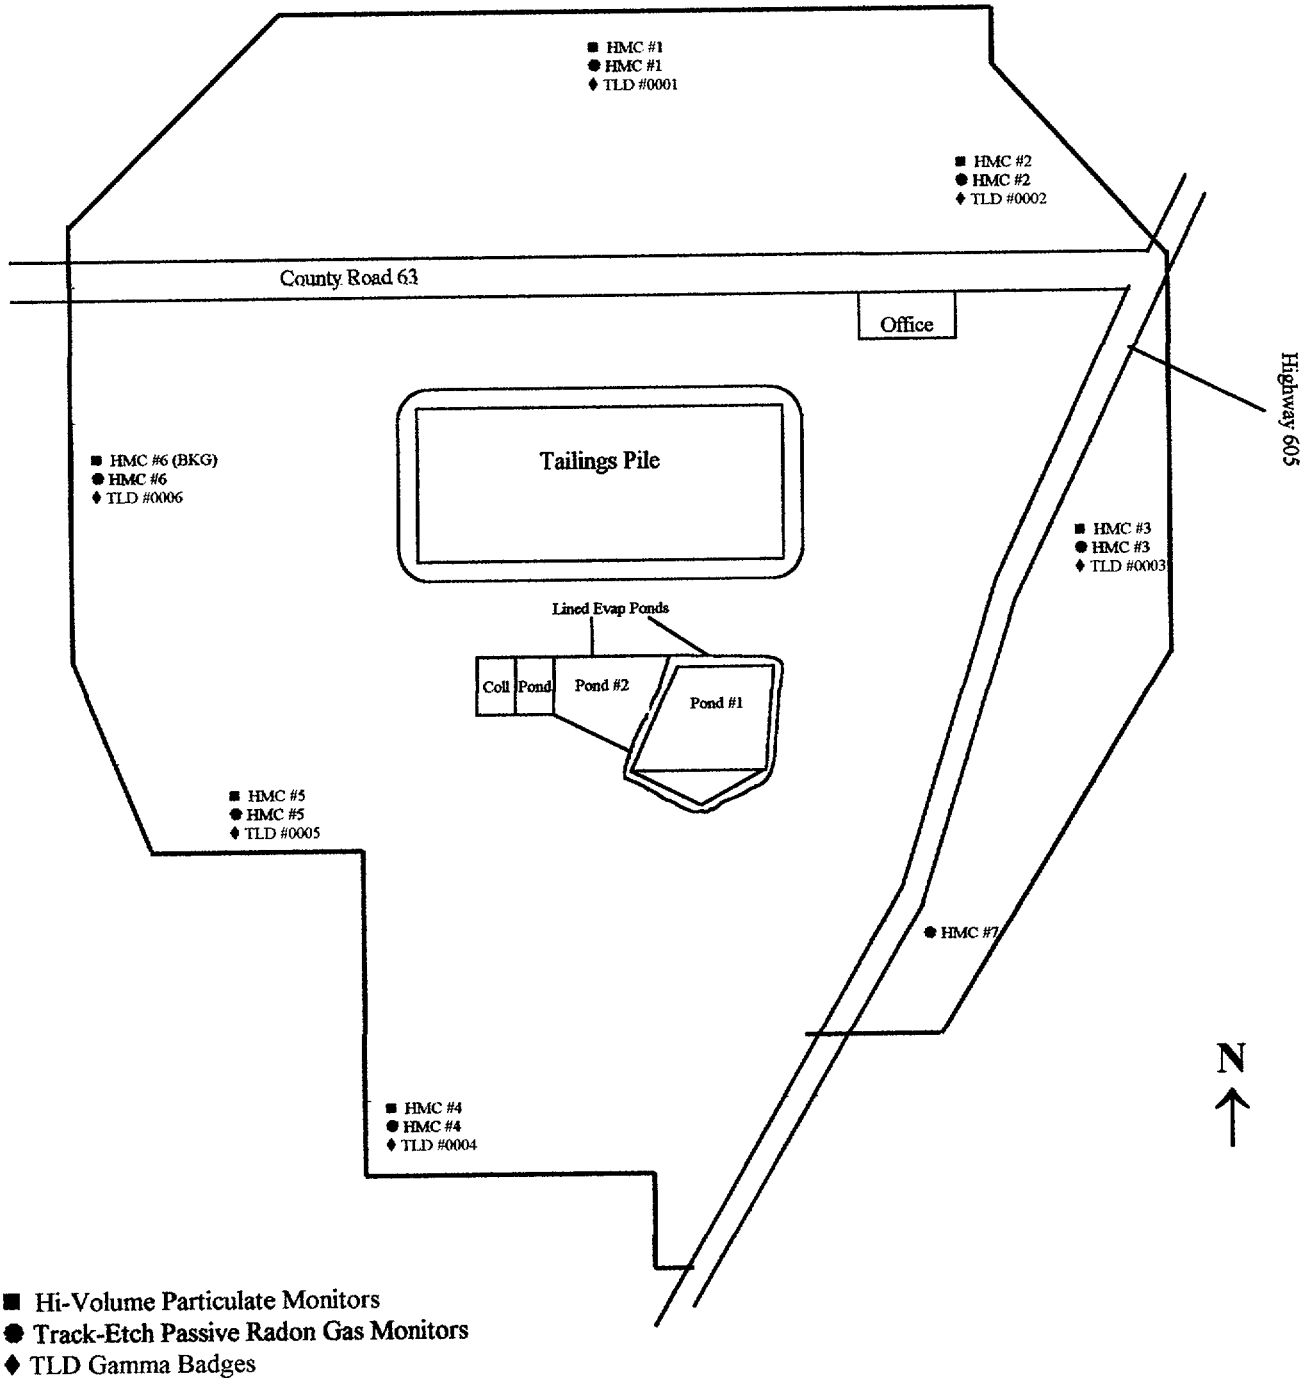 HMC #1
HMC #1
TLD #0001
HMC #2
HMC #2
TLD #0002
County Road 63
Office
Highway 605
Tailings Pile
HMC #6 (BKG)
HMC #6
TLD #0006
HMC #3
HMC #3
TLD #0003
Lined Evap Ponds
Coll Pond
Pond #2
Pond #1
HMC #5
HMC #5
TLD #0005
HMC #7
N
HMC #4
HMC #4
TLD #0004
Hi-Volume Particulate Monitors
Track-Etch Passive Radon Gas Monitors
TLD Gamma Badges